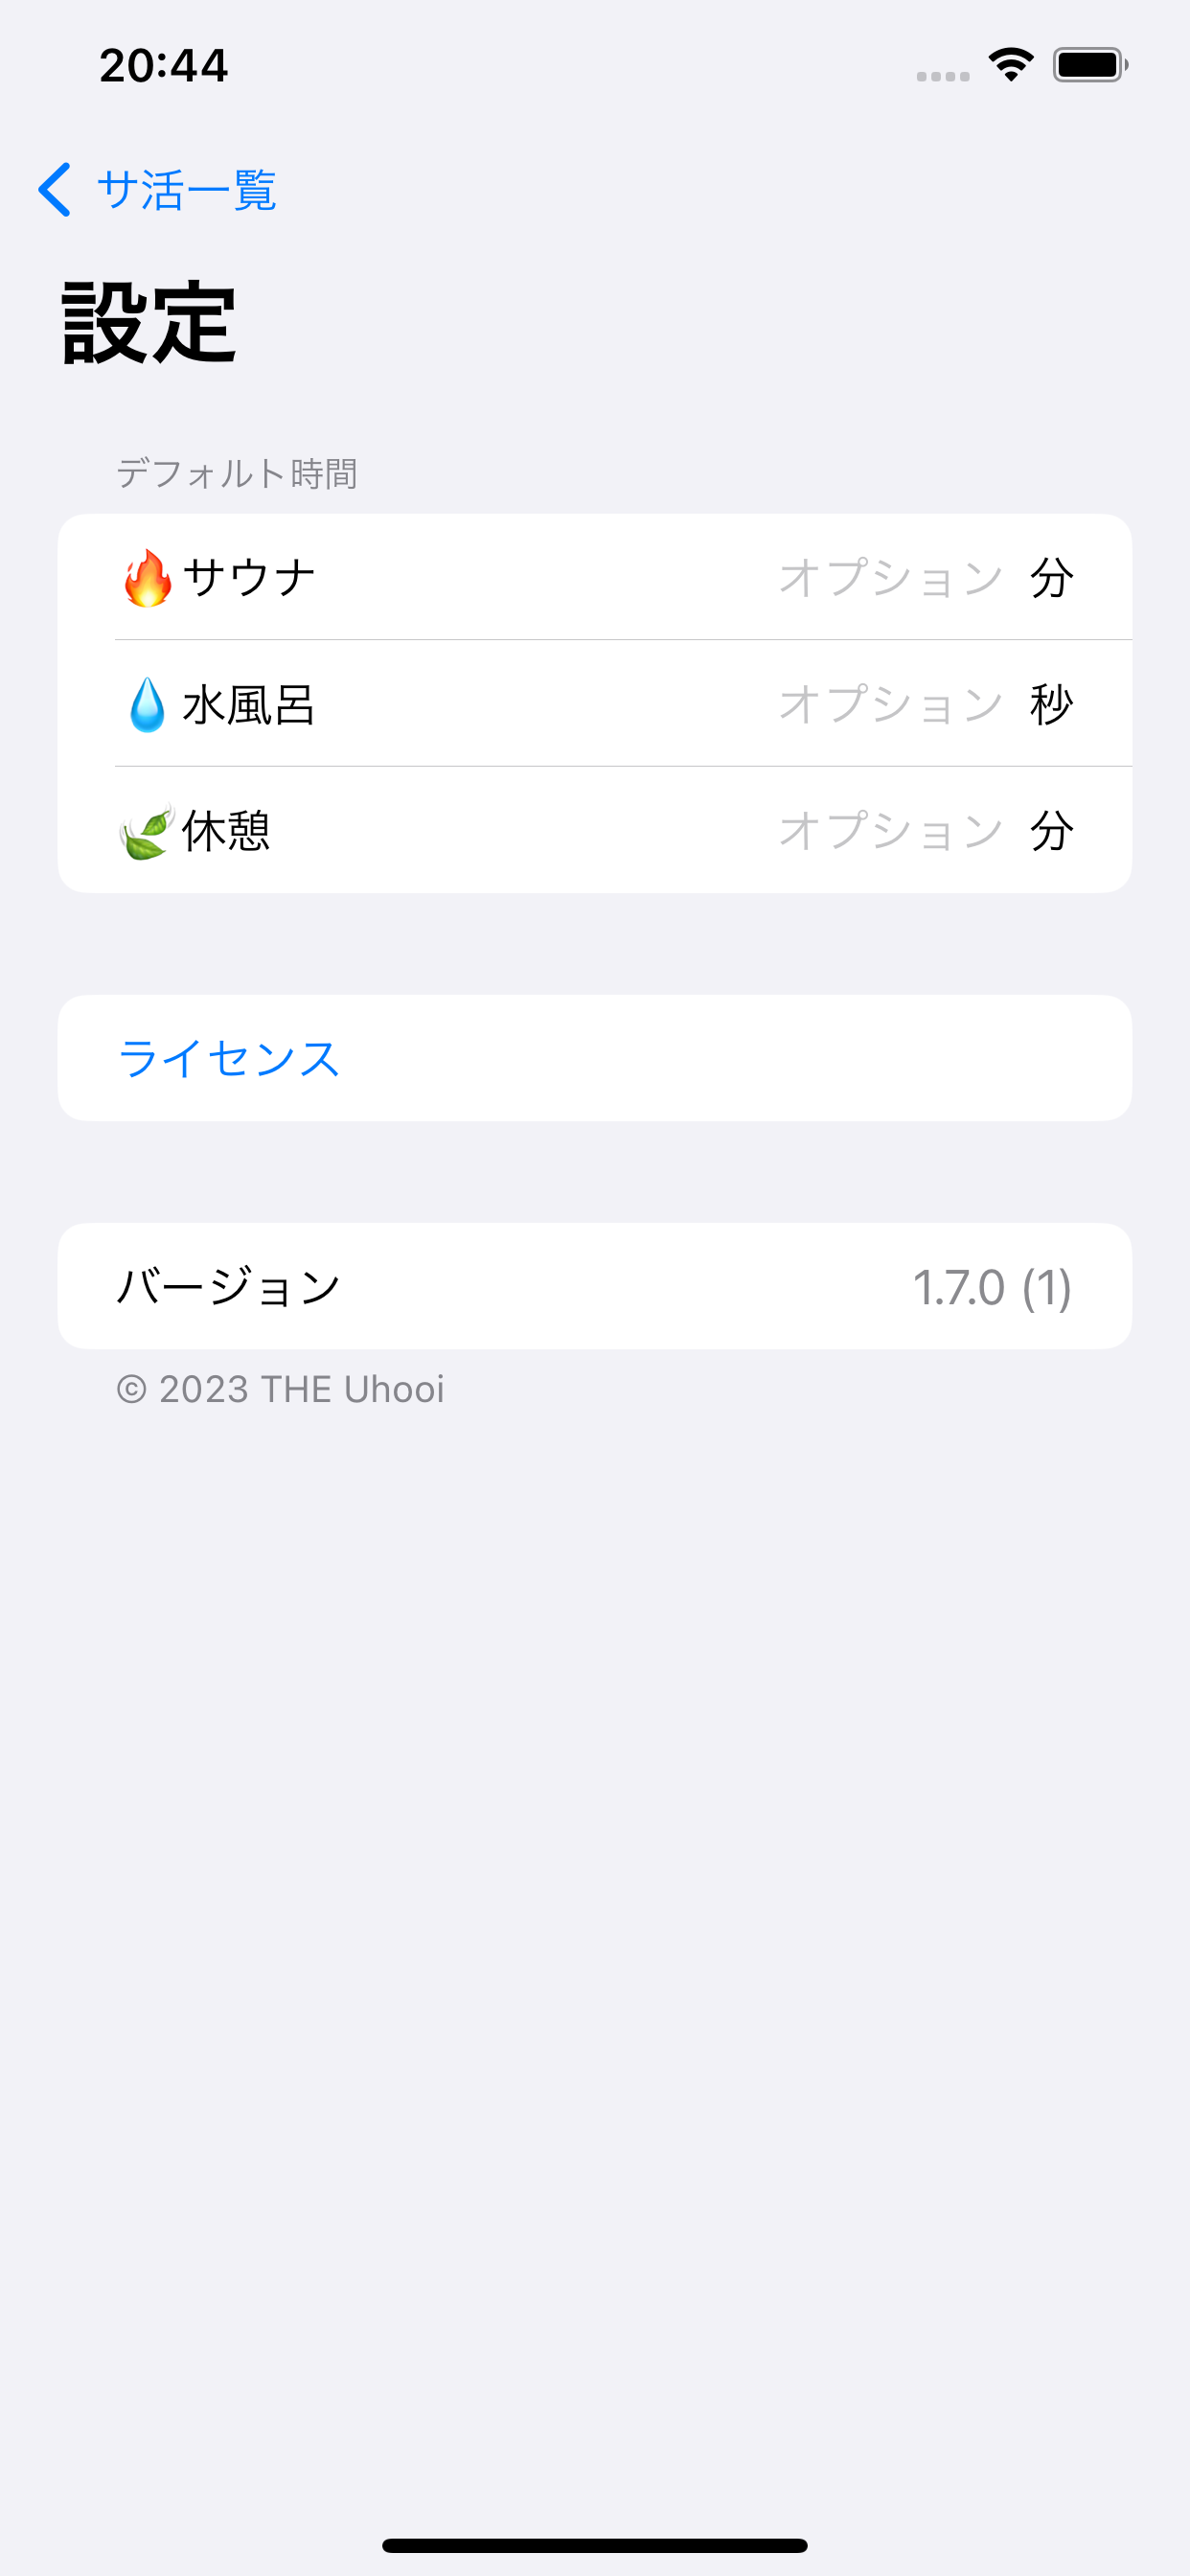 20:44
サ活一覧
設定
デフォルト時間
🔥サウナ オプション 分
💧水風呂 オプション 秒
🍃休憩 オプション 分
ライセンス
バージョン 1.7.0 (1)
© 2023 THE Uhooi